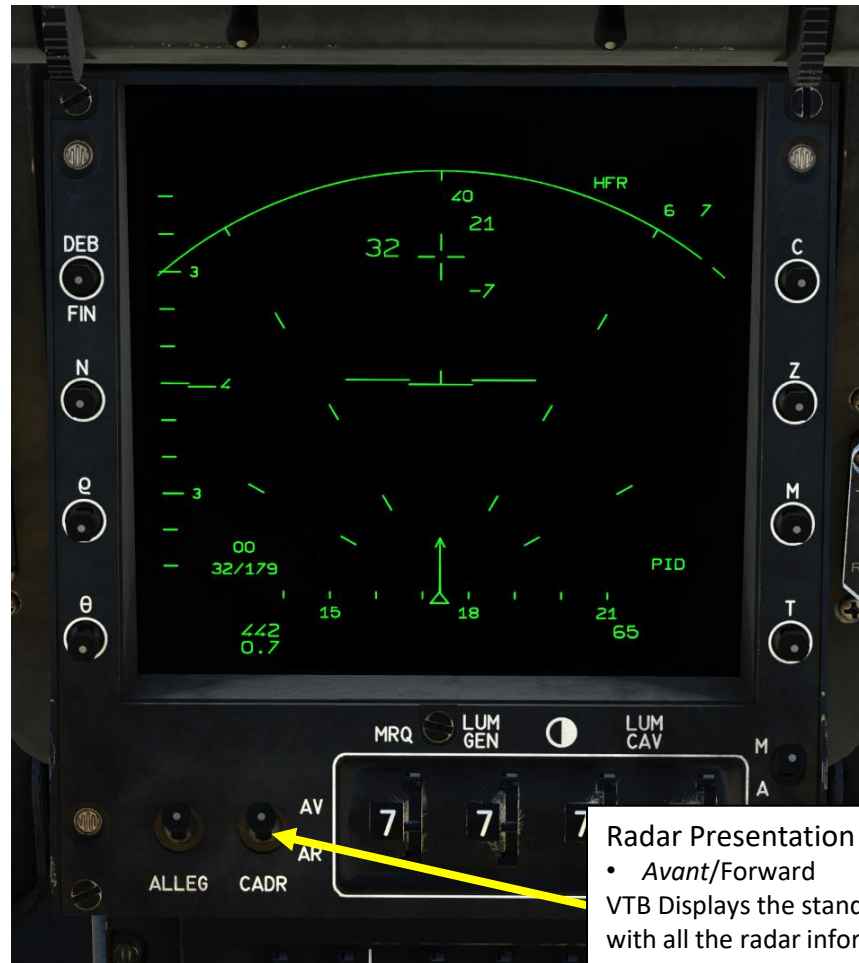 HFR
40
6 7
21
DEB
32
C
3
FIN
-7
N
Z
4
ϱ
M
3
00
32/179
PID
θ
T
15 18 21
442
65
0.7
MRQ LUM GEN LUM CAV
M
AV
A
7 7 7
AR
ALLEG CADR
Radar Presentation
• Avant/Forward
VTB Displays the stand
with all the radar infor